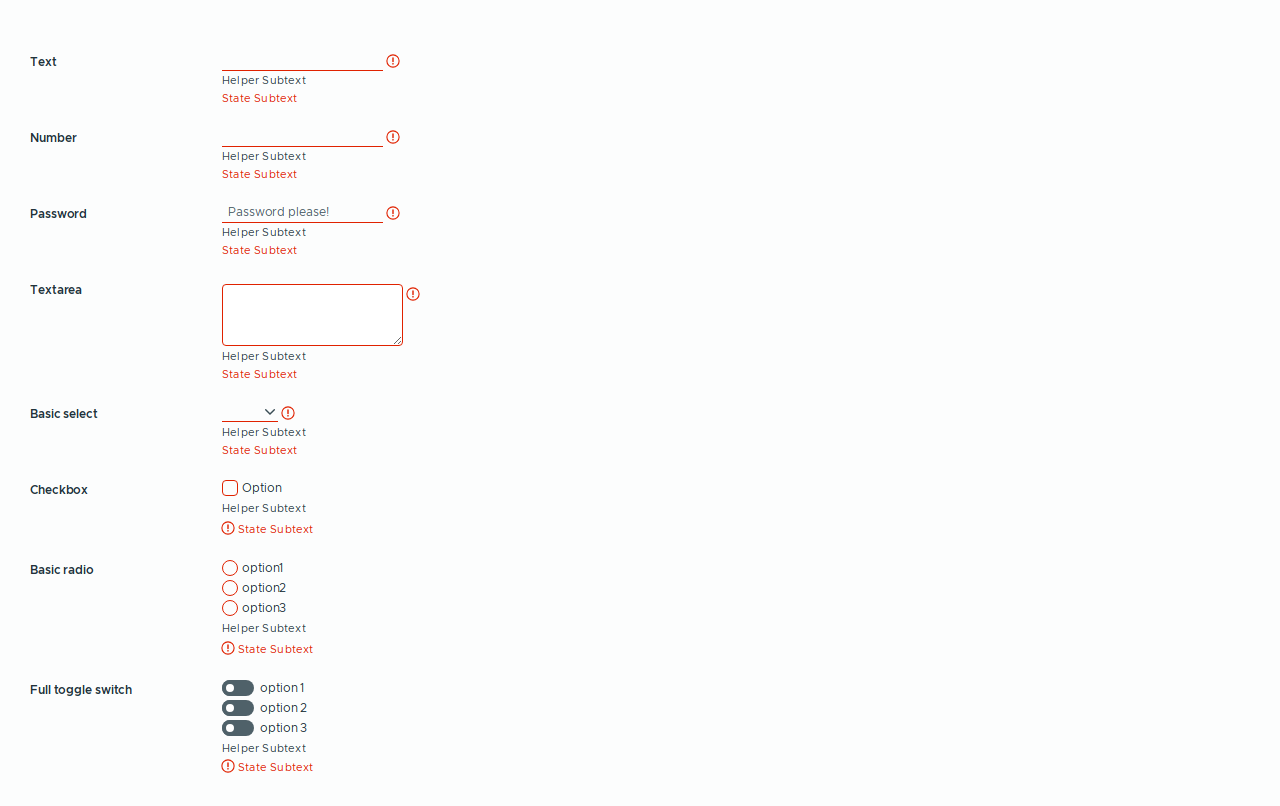 Text
Helper Subtext
State Subtext
Number
Helper Subtext
State Subtext
Password
Password please!
Helper Subtext
State Subtext
Textarea
Helper Subtext
State Subtext
Basic select
Helper Subtext
State Subtext
Checkbox
Option
Helper Subtext
State Subtext
Basic radio
option1
option2
option3
Helper Subtext
State Subtext
Full toggle switch
option 1
option 2
option 3
Helper Subtext
State Subtext